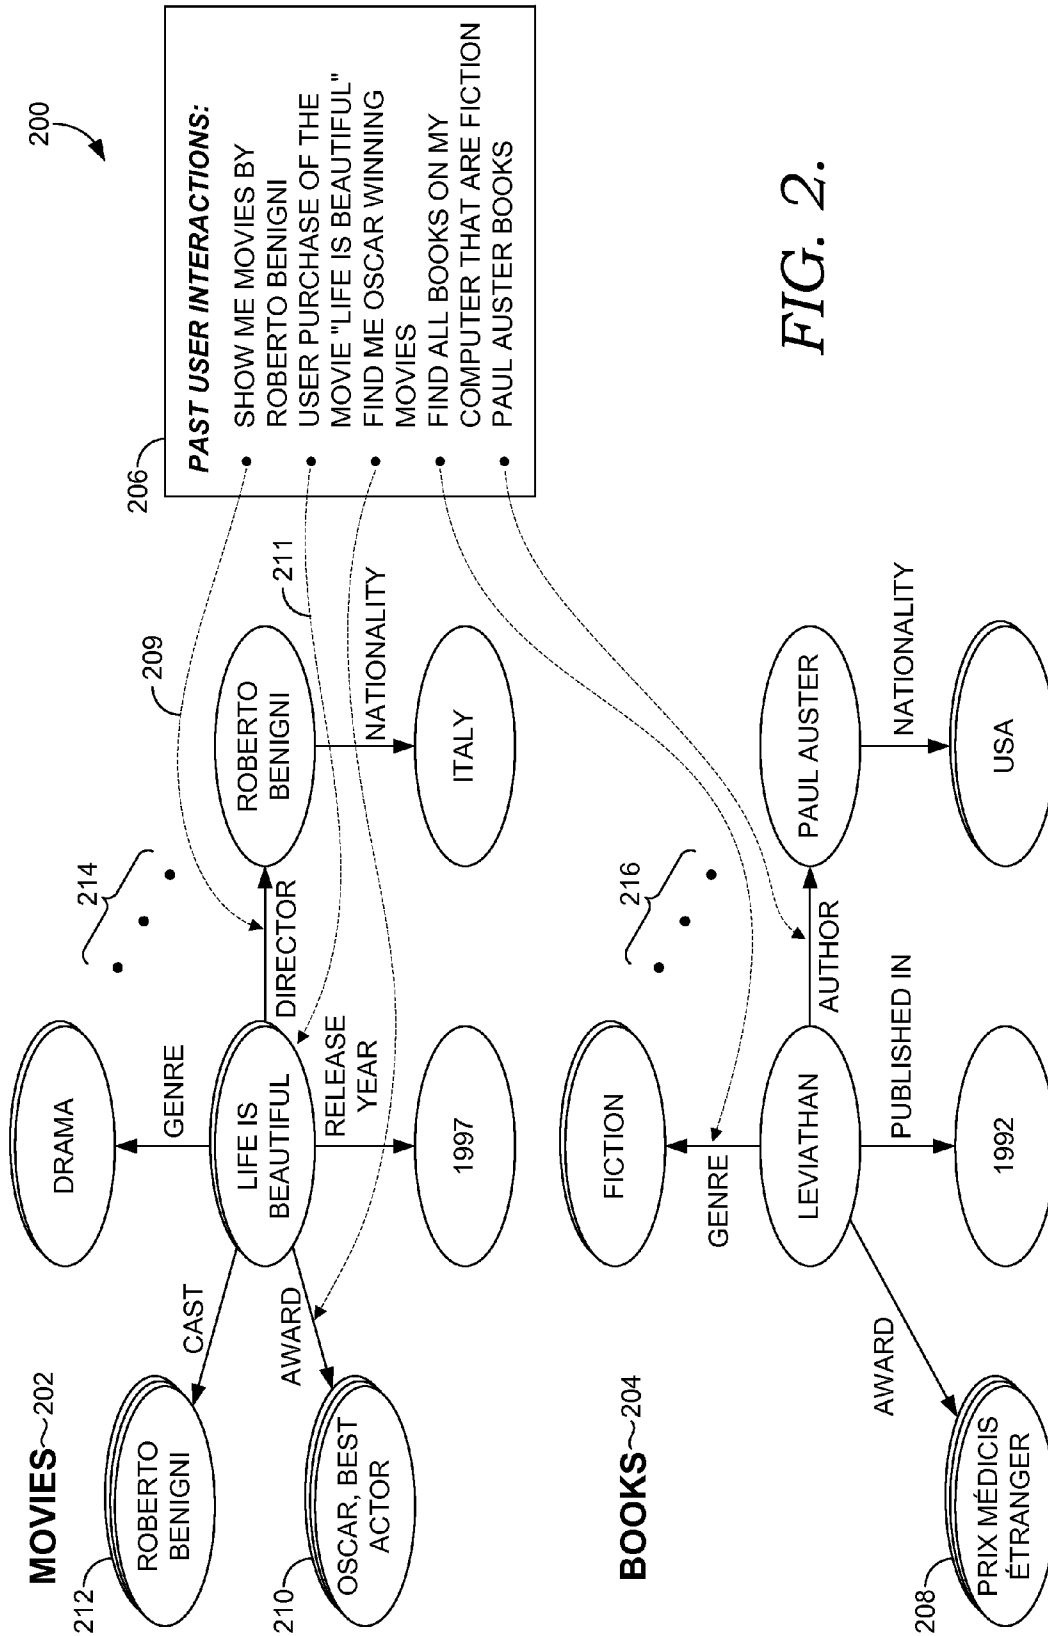 200
206
PAST USER INTERACTIONS:
• SHOW ME MOVIES BY
ROBERTO BENIGNI
• USER PURCHASE OF THE
MOVIE "LIFE IS BEAUTIFUL"
• FIND ME OSCAR WINNING
MOVIES
• FIND ALL BOOKS ON MY
COMPUTER THAT ARE FICTION
• PAUL AUSTER BOOKS
MOVIES~202
212
ROBERTO
BENIGNI
CAST
DRAMA
GENRE
214
209
211
LIFE IS
BEAUTIFUL
DIRECTOR
ROBERTO
BENIGNI
210
OSCAR, BEST
ACTOR
AWARD
RELEASE
YEAR
1997
NATIONALITY
ITALY
BOOKS~204
FICTION
GENRE
216
LEVIATHAN
AUTHOR
PAUL AUSTER
AWARD
208
PRIX MÉDICIS
ÉTRANGER
PUBLISHED IN
1992
NATIONALITY
USA
FIG. 2.